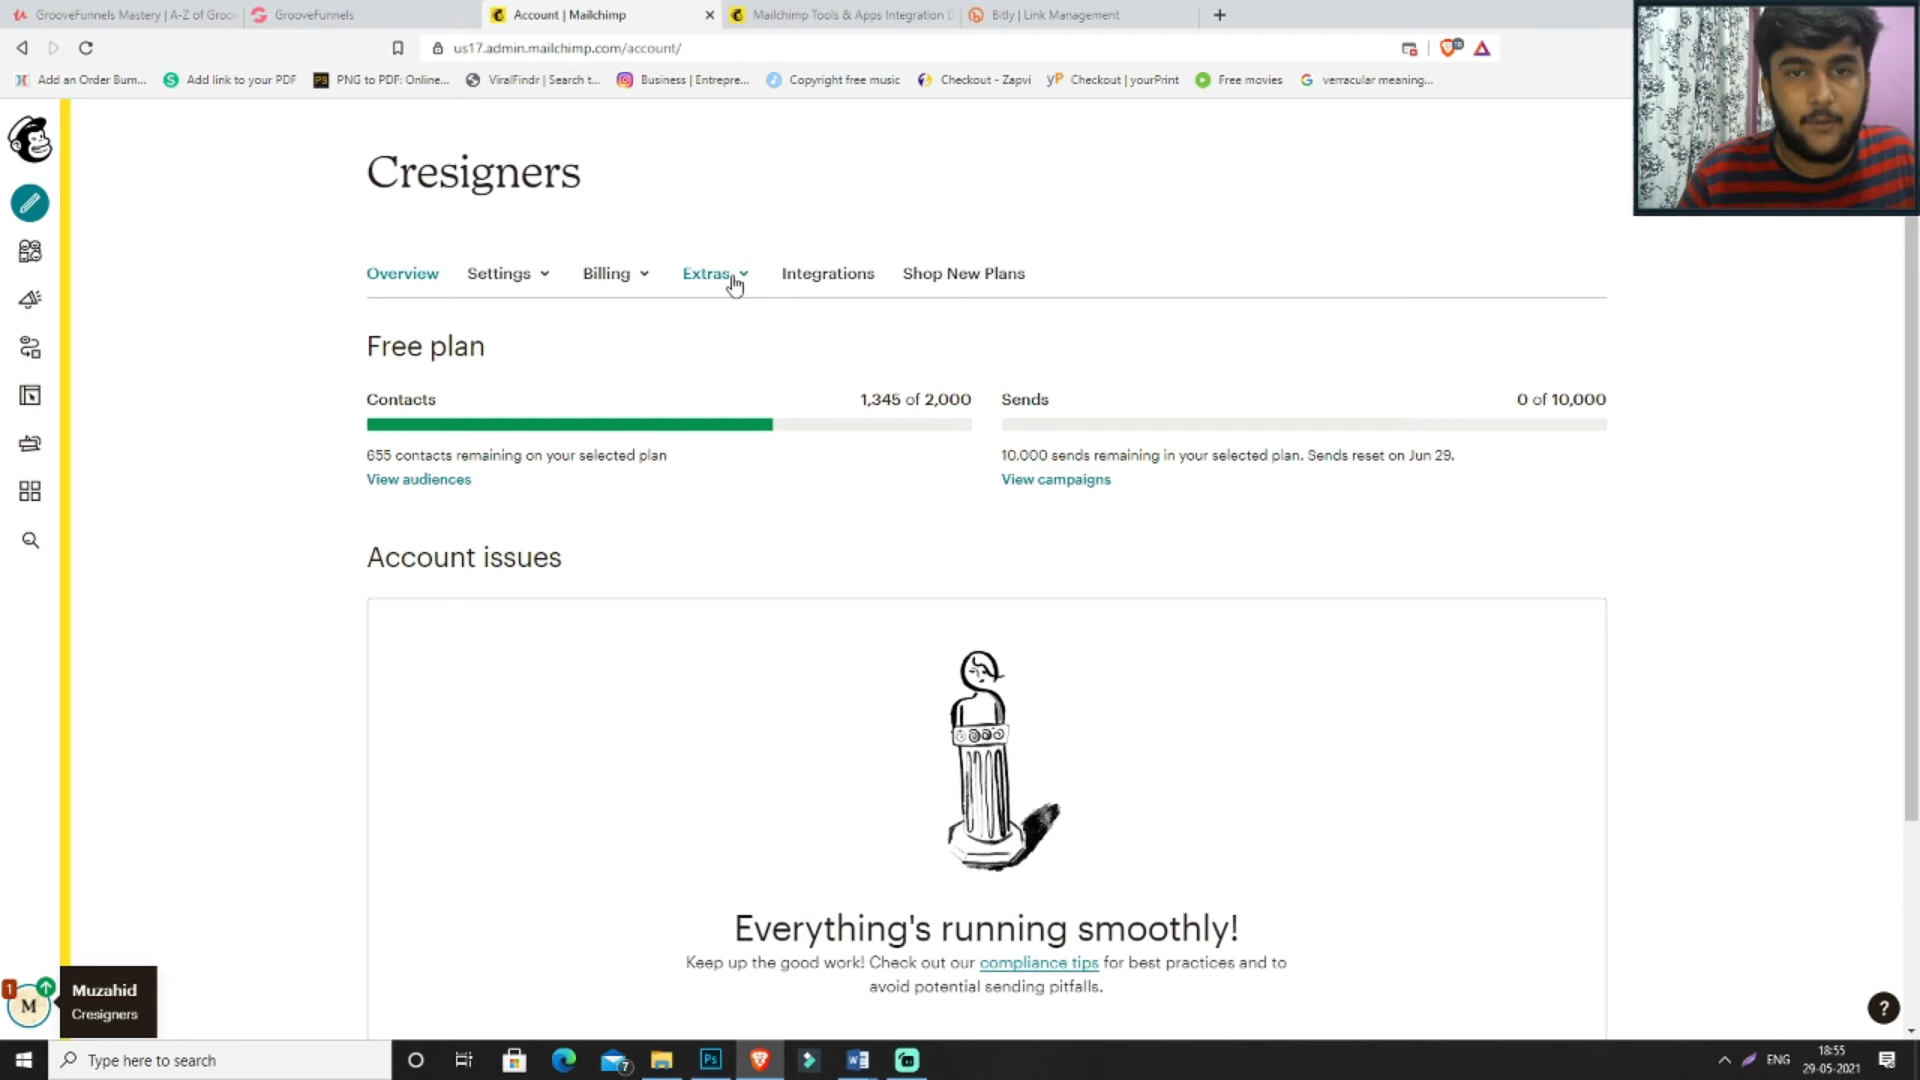 GrooveFunnels Mastery | A-Z of Groov
GrooveFunnels
Account | Mailchimp
Mailchimp Tools & Apps Integration D
Bitly | Link Management
us17.admin.mailchimp.com/account/
Add an Order Bum...
Add link to your PDF
PNG to PDF: Online...
ViralFindr | Search t...
Business | Entrepre...
Copyright free music
Checkout - Zapvi
Checkout | yourPrint
Free movies
verracular meaning...
Cresigners
Overview
Settings
Billing
Extras
Integrations
Shop New Plans
Free plan
Contacts 1,345 of 2,000
655 contacts remaining on your selected plan
View audiences
Sends 0 of 10,000
10,000 sends remaining in your selected plan. Sends reset on Jun 29.
View campaigns
Account issues
Everything's running smoothly!
Keep up the good work! Check out our compliance tips for best practices and to
avoid potential sending pitfalls.
1
M
Muzahid
Cresigners
?
Type here to search
7
Ps
ENG
18:55
29-05-2021